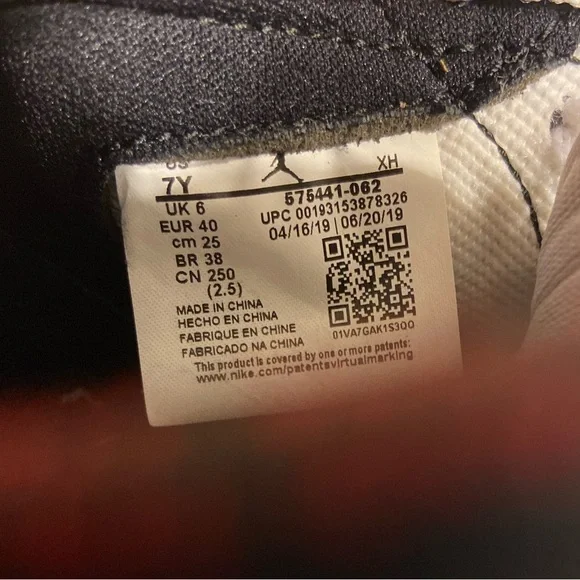 US
7Y
XH
UK 6
EUR 40
cm 25
BR 38
CN 250
(2.5)
575441-062
UPC 00193153878326
04/16/19 | 06/20/19
01VA7GAK1S3QO
MADE IN CHINA
HECHO EN CHINA
FABRIQUE EN CHINE
FABRICADO NA CHINA
This product is covered by one or more patents:
www.nike.com/patentsvirtualmarking